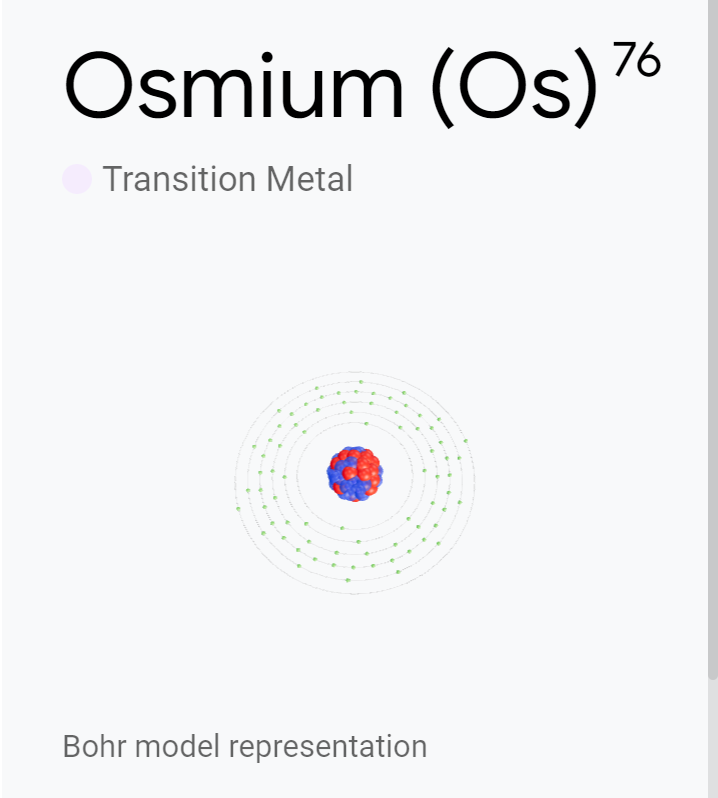 Osmium (Os) 76
Transition Metal
Bohr model representation